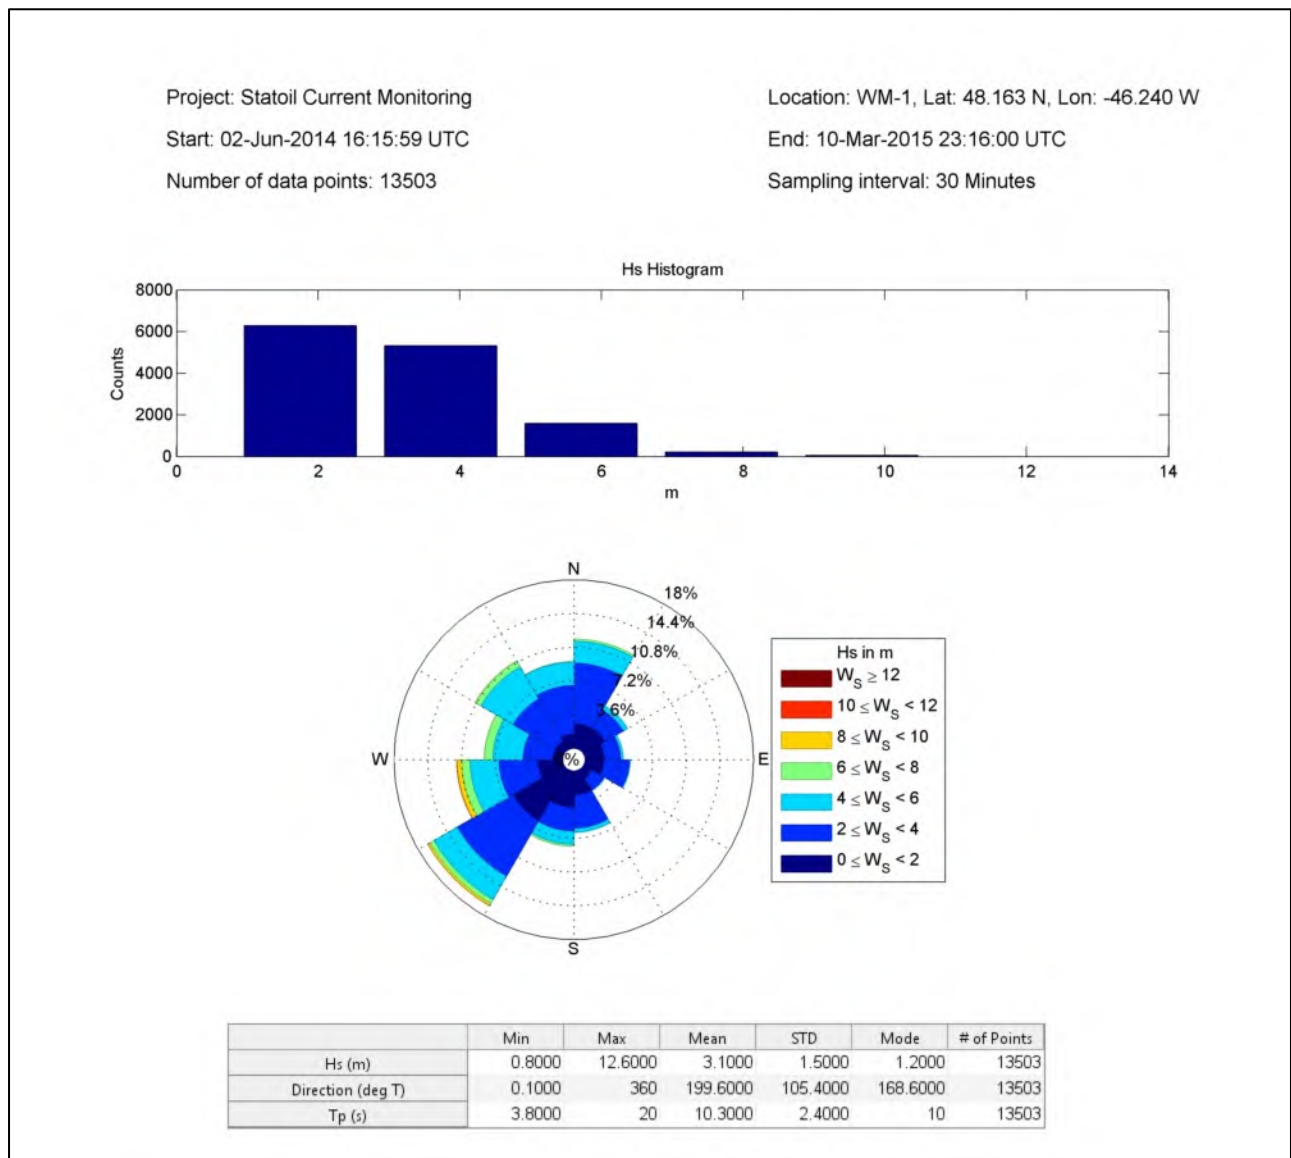 Project: Statoil Current Monitoring
Location: WM-1, Lat: 48.163 N, Lon: -46.240 W
Start: 02-Jun-2014 16:15:59 UTC
End: 10-Mar-2015 23:16:00 UTC
Number of data points: 13503
Sampling interval: 30 Minutes
Hs Histogram
8000
6000
4000
2000
0
Counts
0 2 4 6 8 10 12 14
m
N
18%
14.4%
10.8%
7.2%
3.6%
W
%
E
S
Hs in m
W_S ≥ 12
10 ≤ W_S < 12
8 ≤ W_S < 10
6 ≤ W_S < 8
4 ≤ W_S < 6
2 ≤ W_S < 4
0 ≤ W_S < 2
Min Max Mean STD Mode # of Points
Hs (m) 0.8000 12.6000 3.1000 1.5000 1.2000 13503
Direction (deg T) 0.1000 360 199.6000 105.4000 168.6000 13503
Tp (s) 3.8000 20 10.3000 2.4000 10 13503